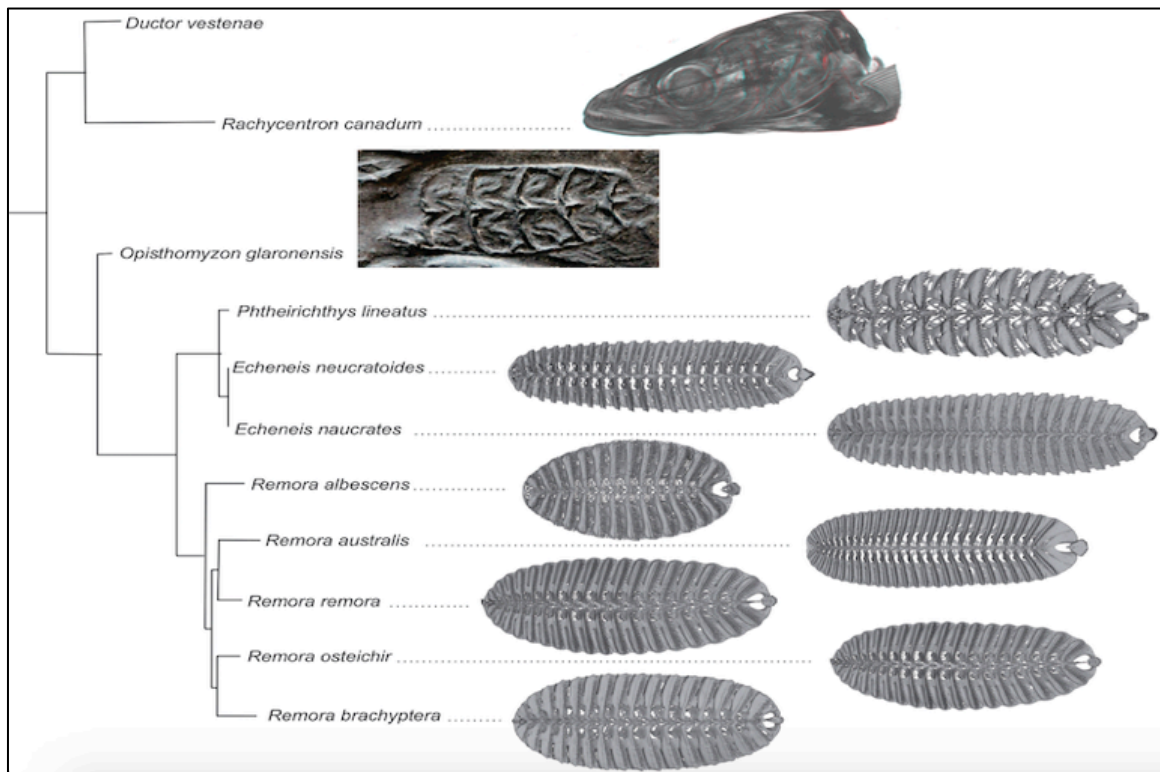 Ductor vestenae
Rachycentron canadum
Opisthomyzon glaronensis
Phtheirichthys lineatus
Echeneis neucratoides
Echeneis naucrates
Remora albescens
Remora australis
Remora remora
Remora osteichir
Remora brachyptera